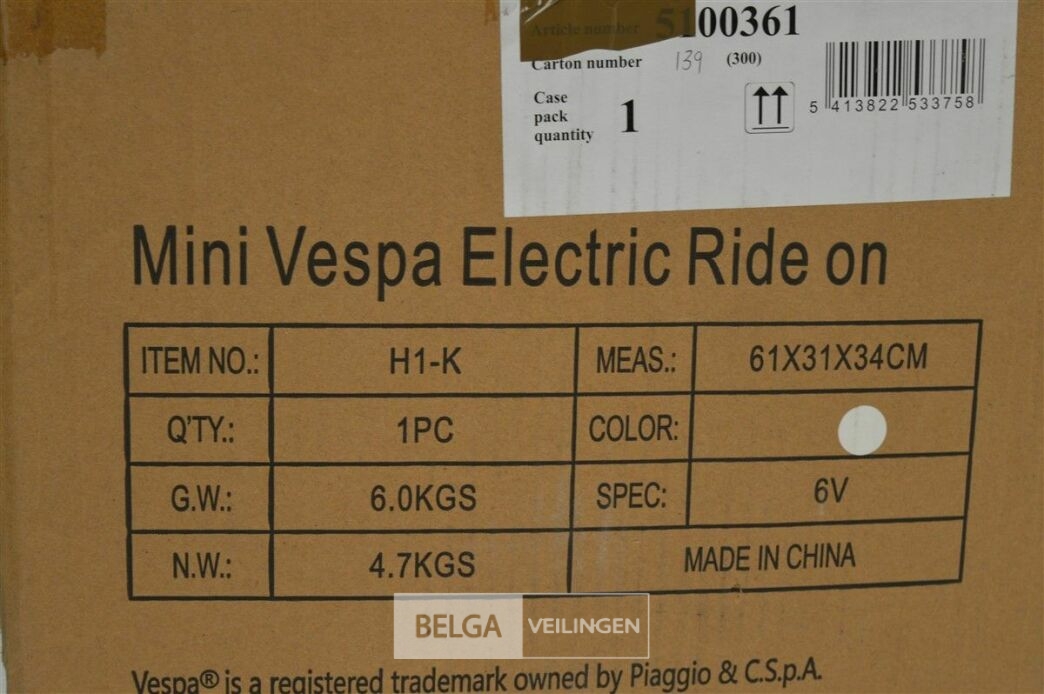 Article number 5100361
Carton number 139 (300)
Case
pack
quantity
1
5 413822 533758
Mini Vespa Electric Ride on
ITEM NO.: H1-K MEAS.: 61X31X34CM
Q'TY.: 1PC COLOR:
G.W.: 6.0KGS SPEC: 6V
N.W.: 4.7KGS MADE IN CHINA
BELGA VEILINGEN
Vespa® is a registered trademark owned by Piaggio & C.S.p.A.